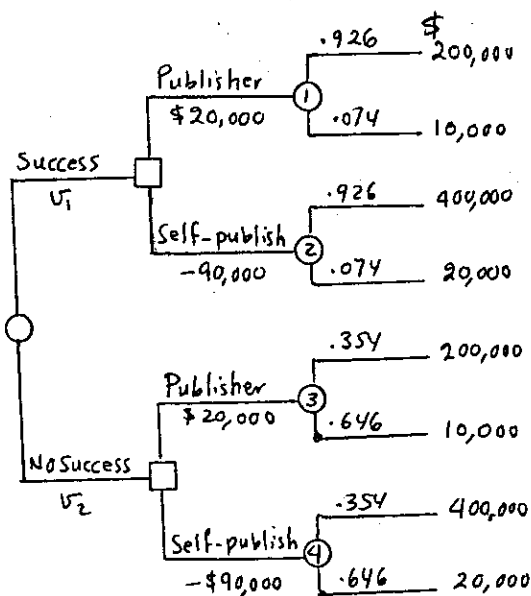 $
.926 200,000
Publisher
$20,000
1
.074 10,000
Success
υ₁
.926 400,000
Self-publish
-90,000
2
.074 20,000
.354 200,000
Publisher
$20,000
3
.646 10,000
No Success
υ₂
.354 400,000
Self-publish
-$90,000
4
.646 20,000